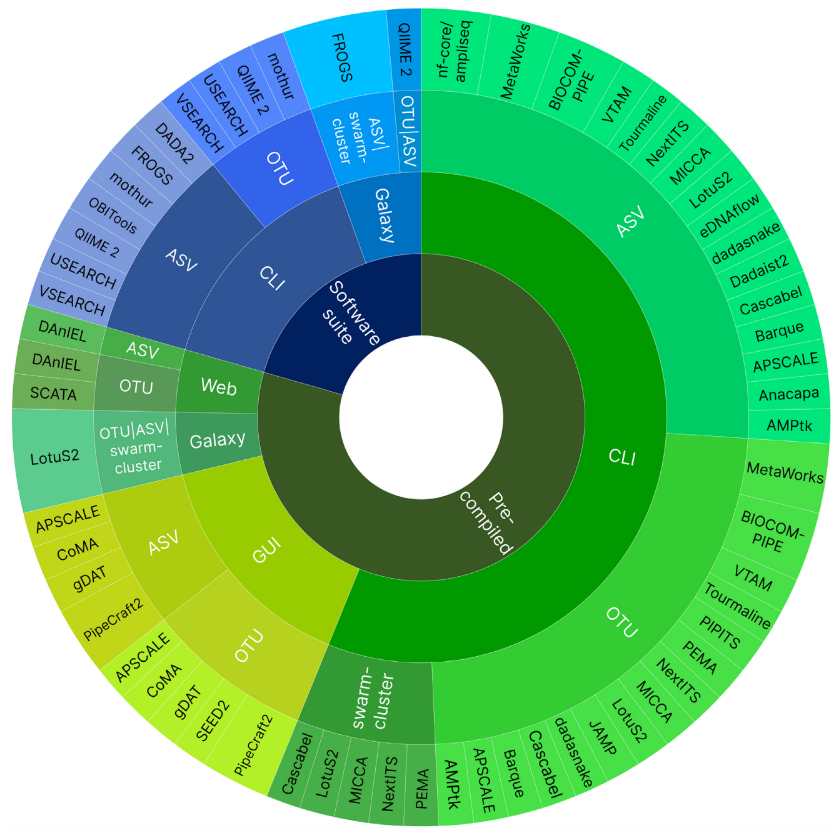 Software
suite
Pre-
compiled
Galaxy
CLI
CLI
GUI
Galaxy
Web
OTU|ASV
ASV|
swarm-
cluster
OTU
ASV
ASV
OTU
OTU|ASV|
swarm-
cluster
ASV
OTU
swarm-
cluster
OTU
ASV
nf-core/
ampliseq
MetaWorks
BIOCOM-
PIPE
VTAM
Tourmaline
NextITS
MICCA
LotuS2
eDNAflow
dadasnake
Dadaist2
Cascabel
Barque
APSCALE
Anacapa
AMPtk
MetaWorks
BIOCOM-
PIPE
VTAM
Tourmaline
PIPITS
PEMA
NextITS
MICCA
LotuS2
JAMP
dadasnake
Cascabel
Barque
APSCALE
AMPtk
PEMA
NextITS
MICCA
LotuS2
Cascabel
PipeCraft2
SEED2
gDAT
CoMA
APSCALE
PipeCraft2
gDAT
CoMA
APSCALE
LotuS2
SCATA
DAnIEL
DAnIEL
VSEARCH
USEARCH
QIIME 2
OBITools
mothur
FROGS
DADA2
VSEARCH
USEARCH
QIIME 2
mothur
FROGS
QIIME 2